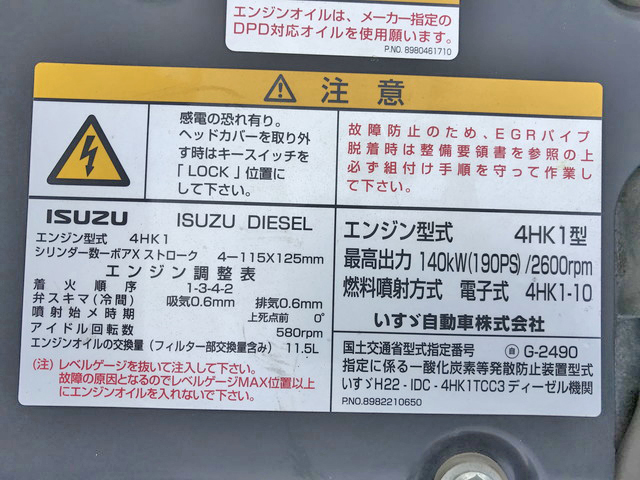 エンジンオイルは、メーカー指定の
DPD対応オイルを使用願います。
P.NO. 8980461710
注意
感電の恐れ有り。
ヘッドカバーを取り外
す時はキースイッチを
「LOCK」位置に
して下さい。
故障防止のため、EGRパイプ
脱着時は整備要領書を参照の上
必ず組付け手順を守って作業し
て下さい。
ISUZU ISUZU DIESEL
エンジン型式 4HK1
シリンダー数ーボアX ストローク 4-115X125mm
エンジン調整表
着火順序 1-3-4-2
弁スキマ(冷間) 吸気0.6mm 排気0.6mm
噴射始メ時期 上死点前 0°
アイドル回転数 580rpm
エンジンオイルの交換量(フィルター部交換量含み) 11.5L
(注)レベルゲージを抜いて注入して下さい。
故障の原因となるのでレベルゲージMAX位置以上
にエンジンオイルを入れないで下さい。
エンジン型式 4HK1型
最高出力 140kW(190PS)/2600rpm
燃料噴射方式 電子式 4HK1-10
いすゞ自動車株式会社
国土交通省型式指定番号 自 G-2490
指定に係る一酸化炭素等発散防止装置型式
いすゞH22-IDC-4HK1TCC3ディーゼル機関
P.NO.8982210650